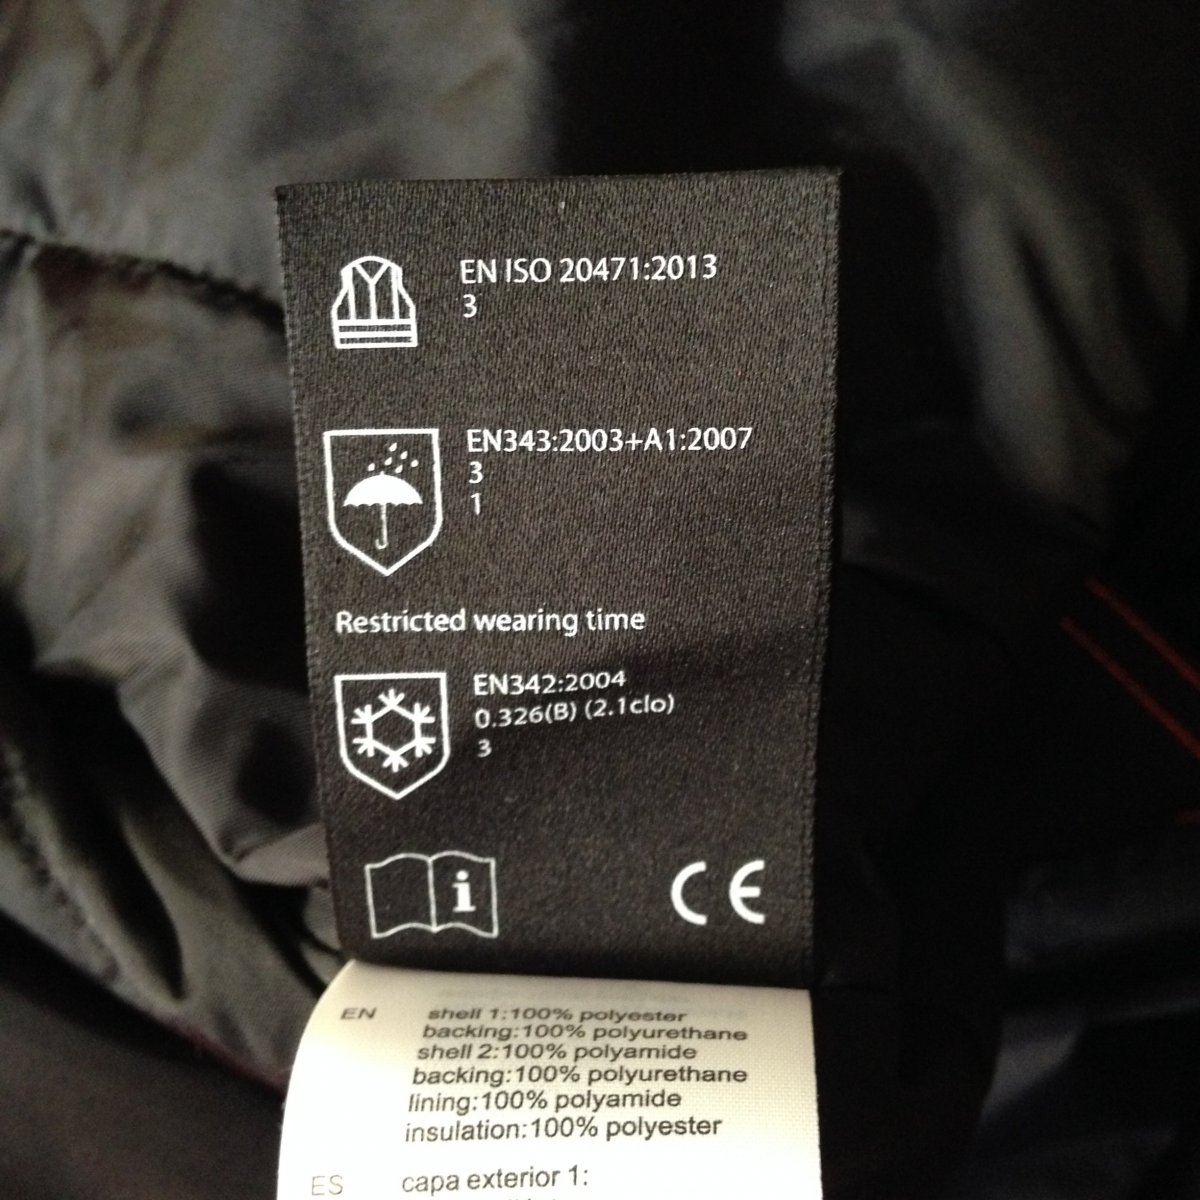 EN ISO 20471:2013
3
EN343:2003+A1:2007
3
1
Restricted wearing time
EN342:2004
0.326(B) (2.1clo)
3
i
CE
EN shell 1:100% polyester
backing:100% polyurethane
shell 2:100% polyamide
backing:100% polyurethane
lining:100% polyamide
insulation:100% polyester
ES capa exterior 1: